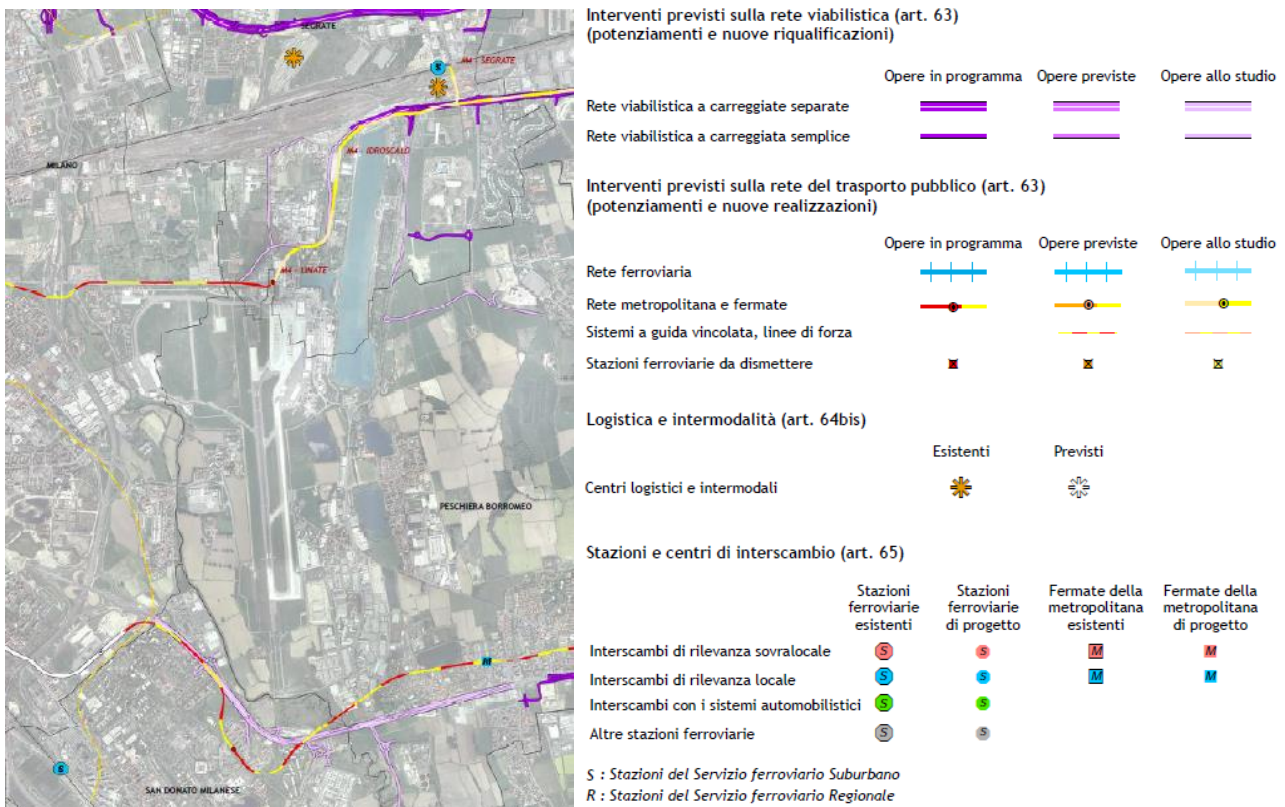 SEGRATE
M4 - SEGRATE
MILANO
M4 - IDROSCALO
M4 - LINATE
PESCHIERA BORROMEO
SAN DONATO MILANESE
S
M
S
Interventi previsti sulla rete viabilistica (art. 63)
(potenziamenti e nuove riqualificazioni)
Opere in programma Opere previste Opere allo studio
Rete viabilistica a carreggiate separate
Rete viabilistica a carreggiata semplice
Interventi previsti sulla rete del trasporto pubblico (art. 63)
(potenziamenti e nuove realizzazioni)
Opere in programma Opere previste Opere allo studio
Rete ferroviaria
Rete metropolitana e fermate
Sistemi a guida vincolata, linee di forza
Stazioni ferroviarie da dismettere
Logistica e intermodalità (art. 64bis)
Esistenti Previsti
Centri logistici e intermodali
Stazioni e centri di interscambio (art. 65)
Stazioni Stazioni Fermate della Fermate della
ferroviarie ferroviarie metropolitana metropolitana
esistenti di progetto esistenti di progetto
Interscambi di rilevanza sovralocale S S M M
Interscambi di rilevanza locale S S M M
Intercambi con i sistemi automobilistici S S
Altre stazioni ferroviarie S S
S : Stazioni del Servizio ferroviario Suburbano
R : Stazioni del Servizio ferroviario Regionale